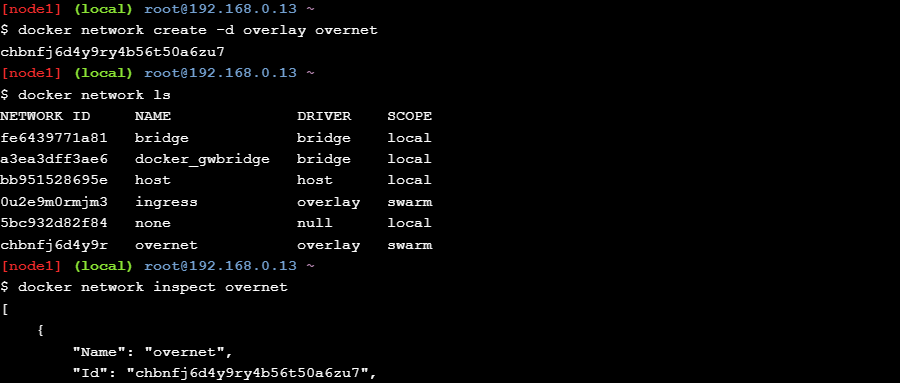 [node1] (local) root@192.168.0.13 ~
$ docker network create -d overlay overnet
chbnfj6d4y9ry4b56t50a6zu7
[node1] (local) root@192.168.0.13 ~
$ docker network ls
NETWORK ID     NAME              DRIVER    SCOPE
fe6439771a81   bridge            bridge    local
a3ea3dff3ae6   docker_gwbridge   bridge    local
bb951528695e   host              host      local
0u2e9m0rmjm3   ingress           overlay   swarm
5bc932d82f84   none              null      local
chbnfj6d4y9r   overnet           overlay   swarm
[node1] (local) root@192.168.0.13 ~
$ docker network inspect overnet
[
    {
        "Name": "overnet",
        "Id": "chbnfj6d4y9ry4b56t50a6zu7",